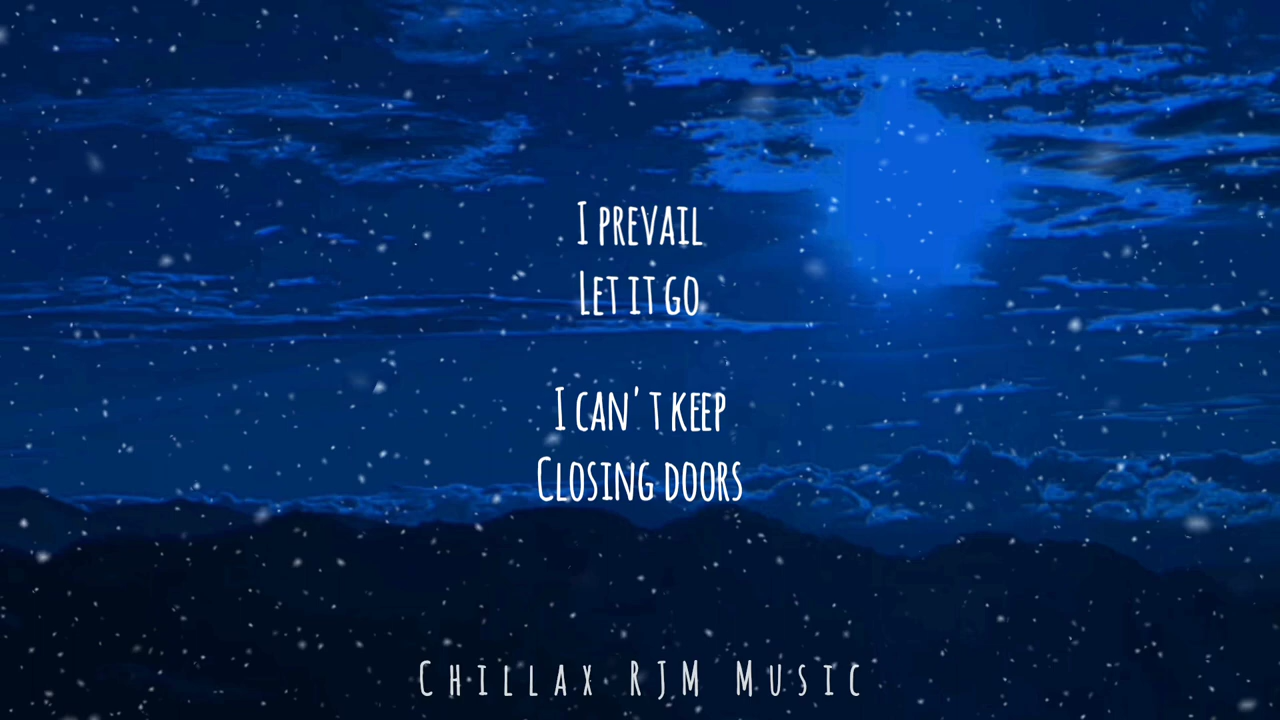 I prevail
Let it go
I can't keep
Closing doors
Chillax RJM Music